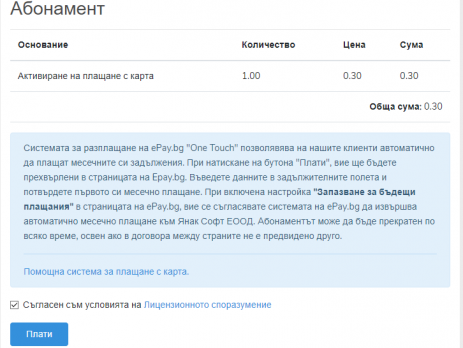 Абонамент
Основание Количество Цена Сума
Активиране на плащане с карта 1.00 0.30 0.30
Обща сума: 0.30
Системата за разплащане на ePay.bg "One Touch" позволявява на нашите клиенти автоматично
да плащат месечните си задължения. При натискане на бутона "Плати", вие ще бъдете
прехвърлени в страницата на Epay.bg. Въведете данните в задължителните полета и
потвърдете първото си месечно плащане. При включена настройка "Запазване за бъдещи
плащания" в страницата на ePay.bg, вие се съгласявате системата на ePay.bg да извършва
автоматично месечно плащане към Янак Софт ЕООД. Абонаментът може да бъде прекратен по
всяко време, освен ако в договора между страните не е предвидено друго.
Помощна система за плащане с карта.
Съгласен съм условията на Лицензионното споразумение
Плати